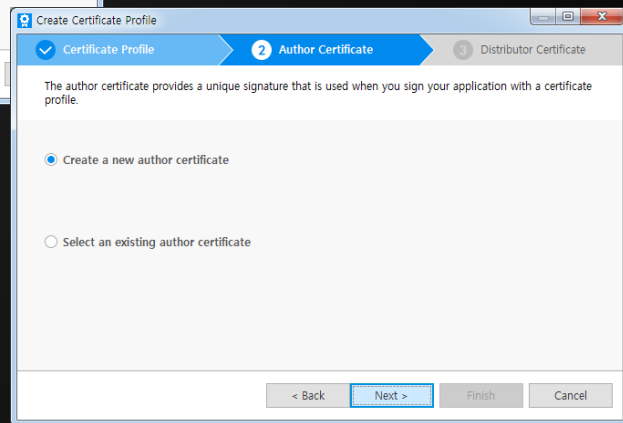 Create Certificate Profile
Certificate Profile
2 Author Certificate
3 Distributor Certificate
The author certificate provides a unique signature that is used when you sign your application with a certificate
profile.
Create a new author certificate
Select an existing author certificate
< Back Next > Finish Cancel